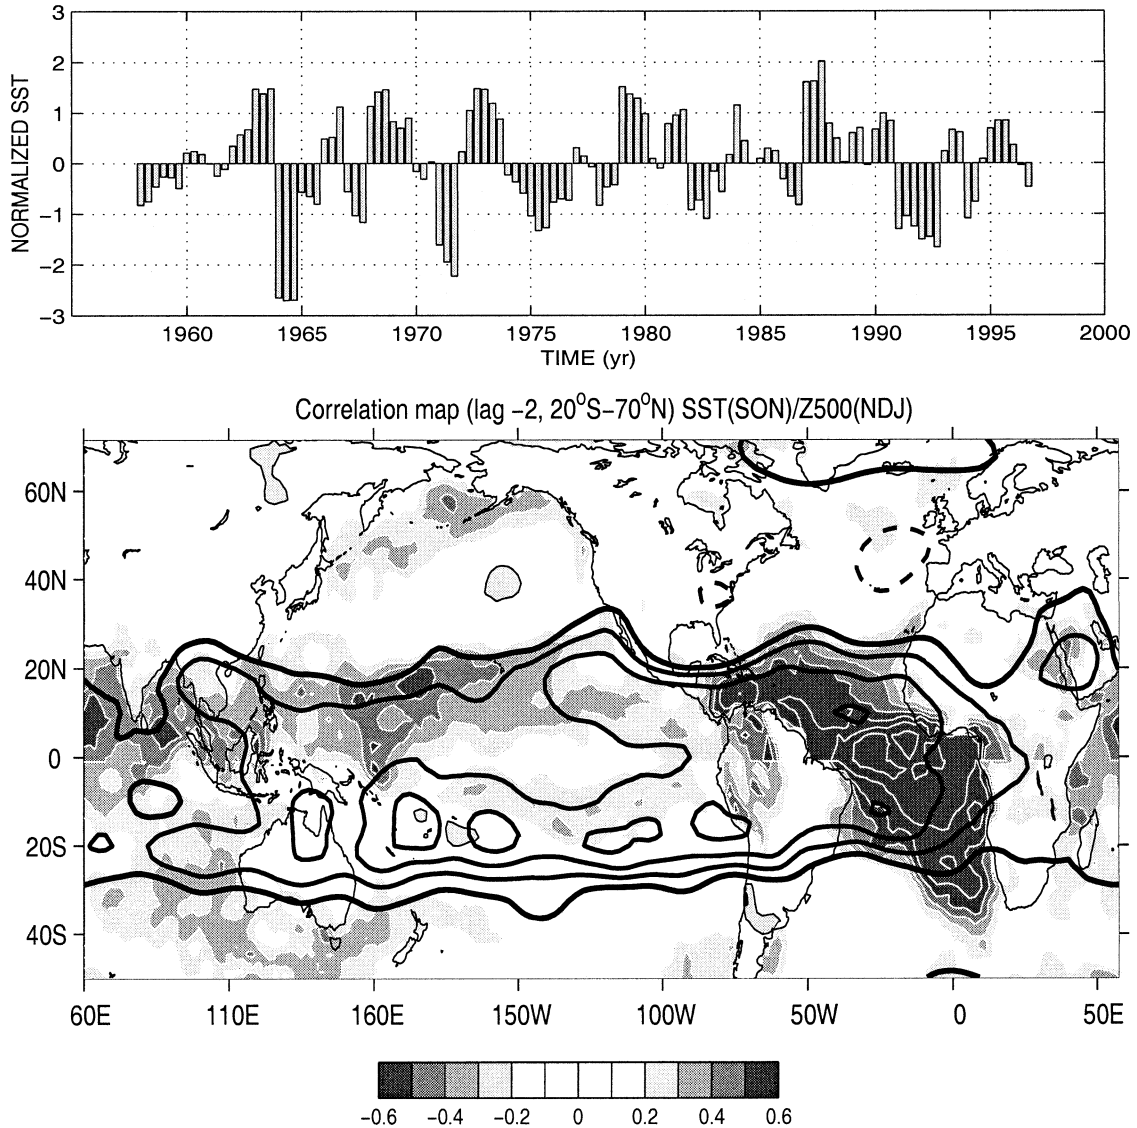 3
2
1
0
−1
−2
−3
NORMALIZED SST
1960 1965 1970 1975 1980 1985 1990 1995 2000
TIME (yr)
Correlation map (lag −2, 20°S−70°N) SST(SON)/Z500(NDJ)
60N
40N
20N
0
20S
40S
60E 110E 160E 150W 100W 50W 0 50E
−0.6 −0.4 −0.2 0 0.2 0.4 0.6